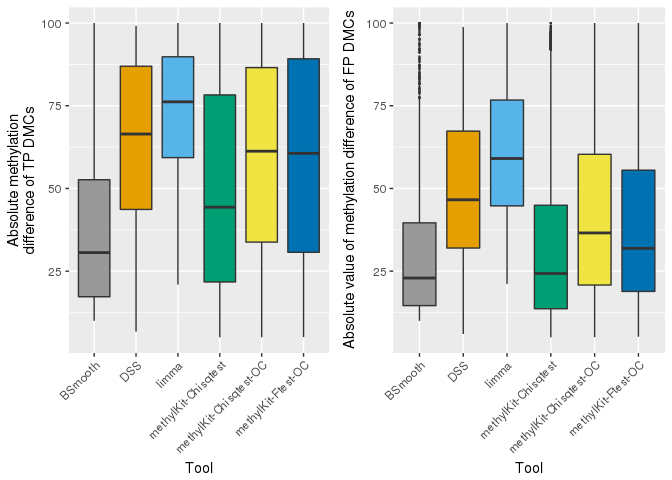 Absolute methylation
difference of TP DMCs
100
75
50
25
BSmooth
DSS
limma
methylKit-Chisqtest
methylKit-Chisqtest-OC
methylKit-Ftest-OC
Tool
Absolute value of methylation difference of FP DMCs
100
75
50
25
BSmooth
DSS
limma
methylKit-Chisqtest
methylKit-Chisqtest-OC
methylKit-Ftest-OC
Tool